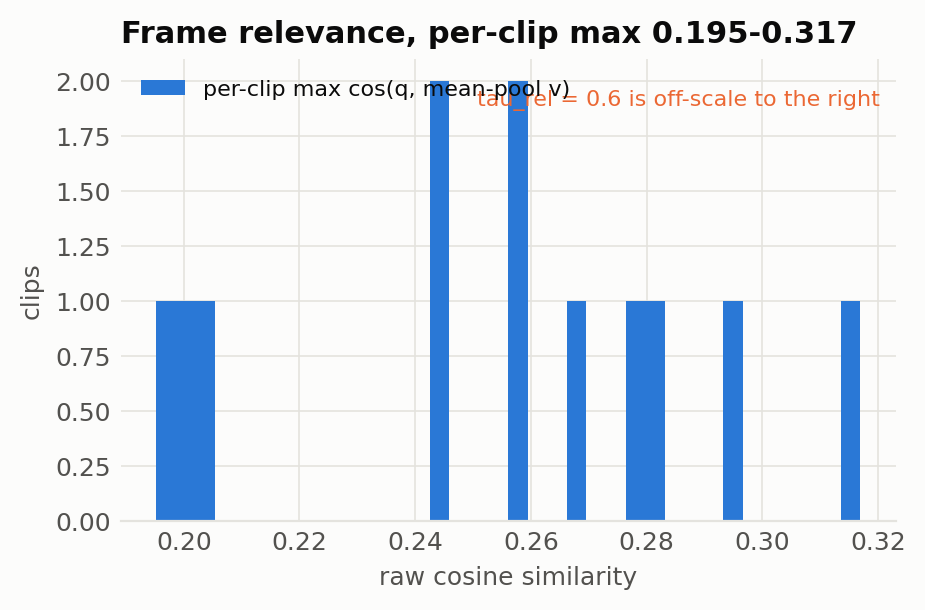 Frame relevance, per-clip max 0.195-0.317
per-clip max cos(q, mean-pool v)
tau_rel = 0.6 is off-scale to the right
2.00
1.75
1.50
1.25
1.00
0.75
0.50
0.25
0.00
clips
0.20 0.22 0.24 0.26 0.28 0.30 0.32
raw cosine similarity